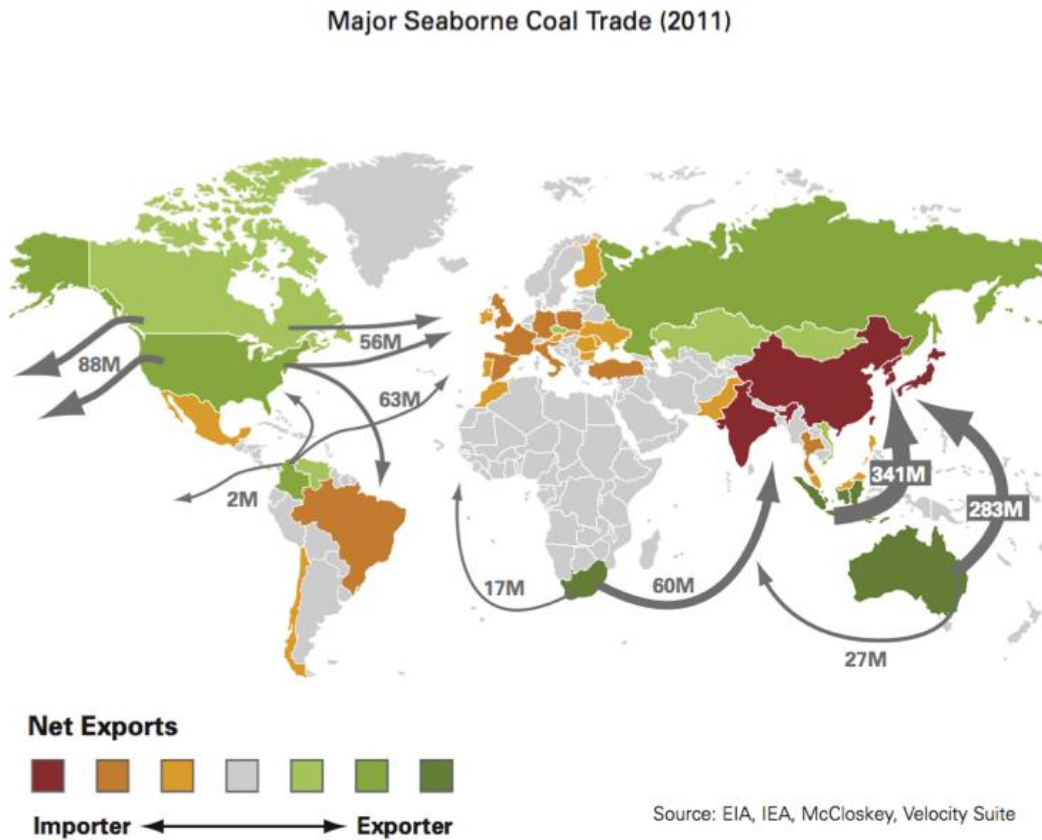 Major Seaborne Coal Trade (2011)
88M
56M
63M
2M
17M
60M
341M
283M
27M
Net Exports
Importer
Exporter
Source: EIA, IEA, McCloskey, Velocity Suite